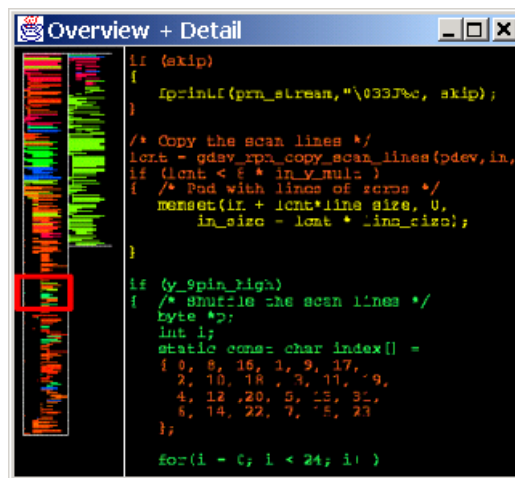 Overview + Detail
if (skip)
{
fprintf(prn_stream,"\033J%c, skip);
}
/* Copy the scan lines */
lcnt = gdev_prn_copy_scan_lines(pdev,in,
if (lcnt < 8 * in_y_mult )
{ /* Pad with lines of zeros */
memset(in + lcnt*line_size, 0,
in_size - lcnt * line_size);
}
if (y_9pin_high)
{ /* Shuffle the scan lines */
byte *p;
int i;
static const char index[] =
{ 0, 8, 16, 1, 9, 17,
2, 10, 18 , 3, 11, 19,
4, 12 ,20, 5, 13, 21,
6, 14, 22, 7, 15, 23
};
for(i = 0; i < 24; i+ )